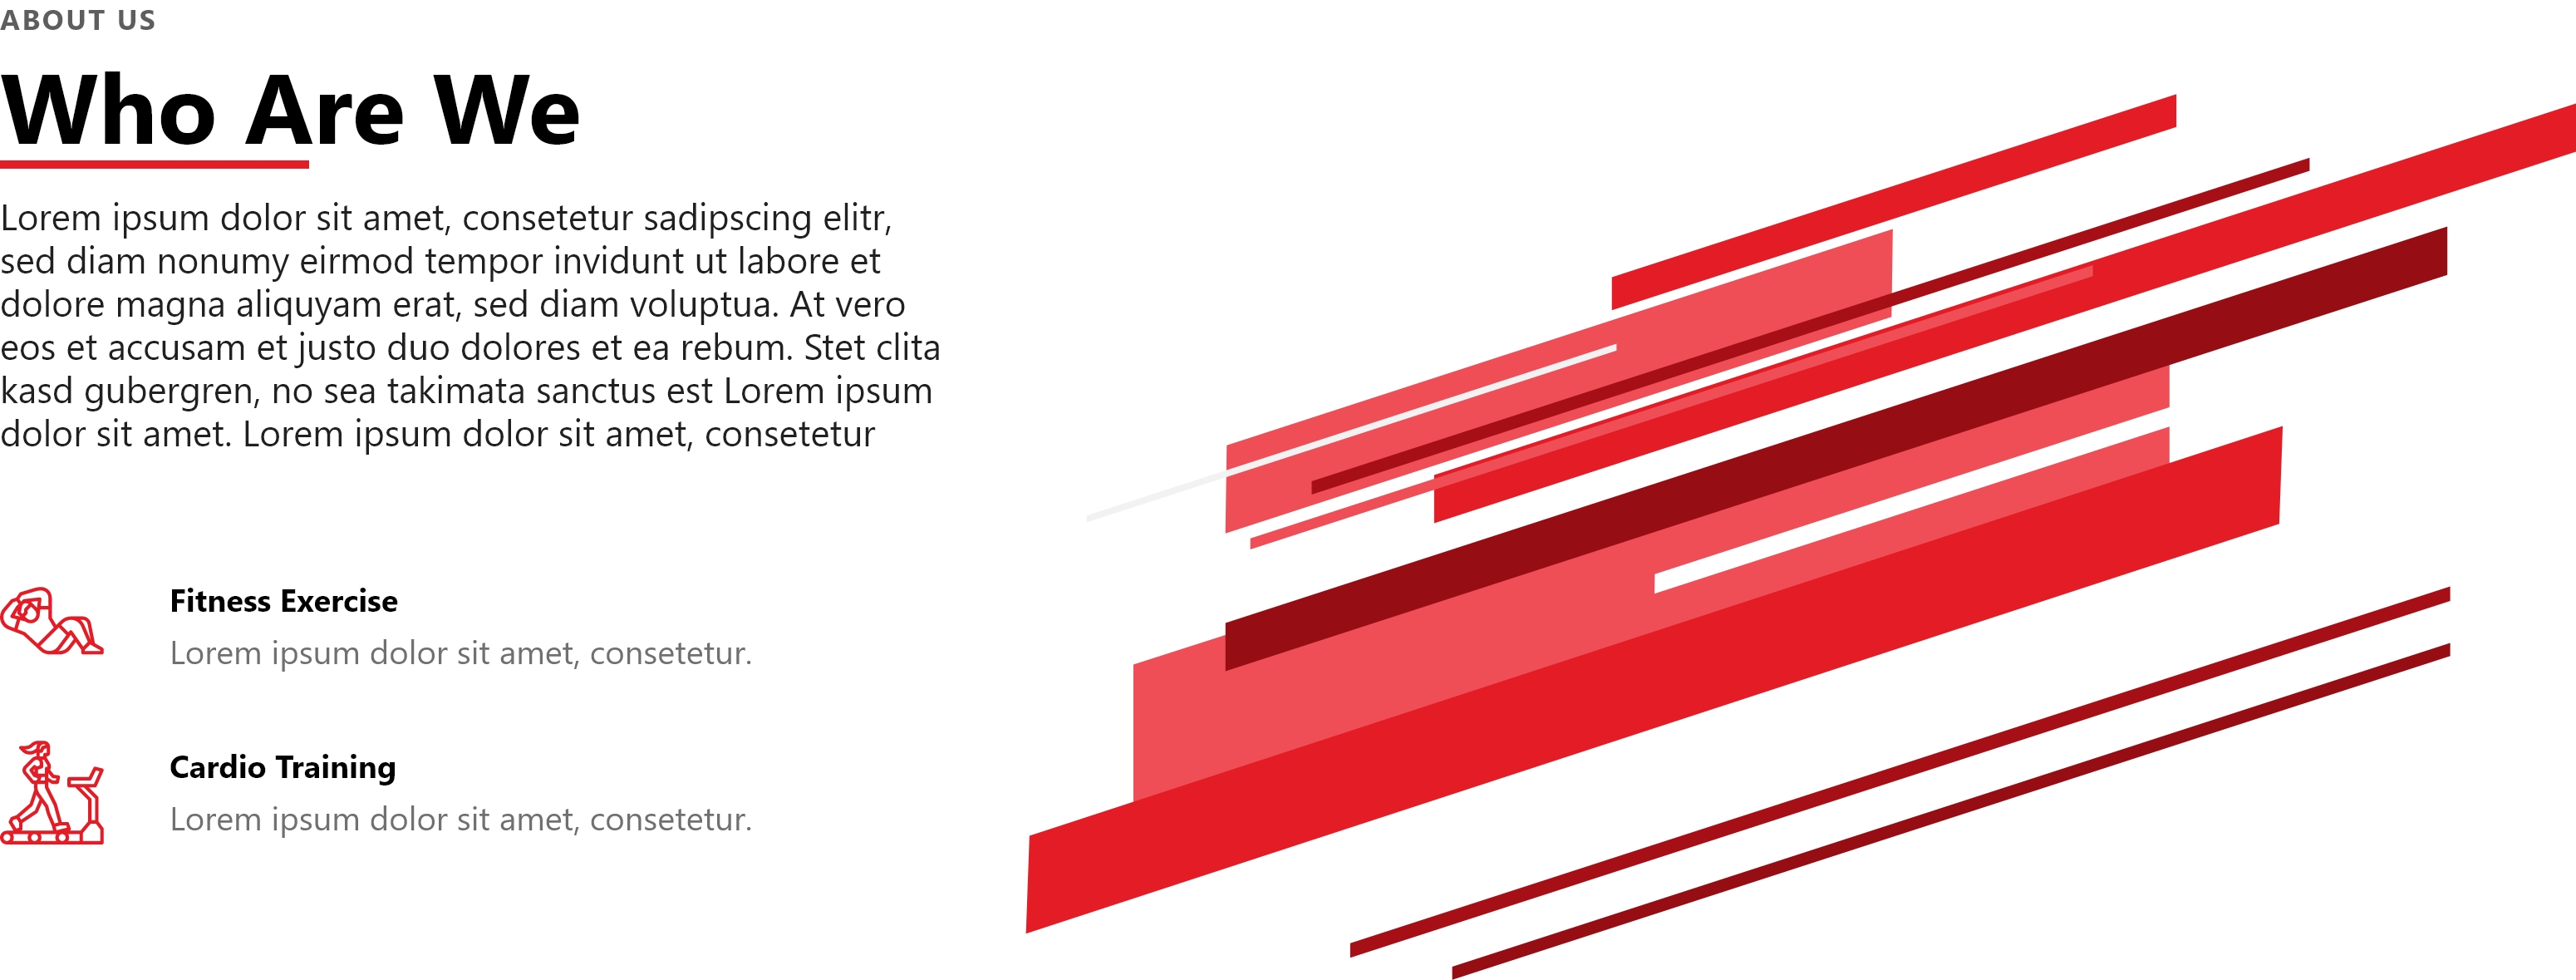 ABOUT US
Who Are We
Lorem ipsum dolor sit amet, consetetur sadipscing elitr,
sed diam nonumy eirmod tempor invidunt ut labore et
dolore magna aliquyam erat, sed diam voluptua. At vero
eos et accusam et justo duo dolores et ea rebum. Stet clita
kasd gubergren, no sea takimata sanctus est Lorem ipsum
dolor sit amet. Lorem ipsum dolor sit amet, consetetur
Fitness Exercise
Lorem ipsum dolor sit amet, consetetur.
Cardio Training
Lorem ipsum dolor sit amet, consetetur.